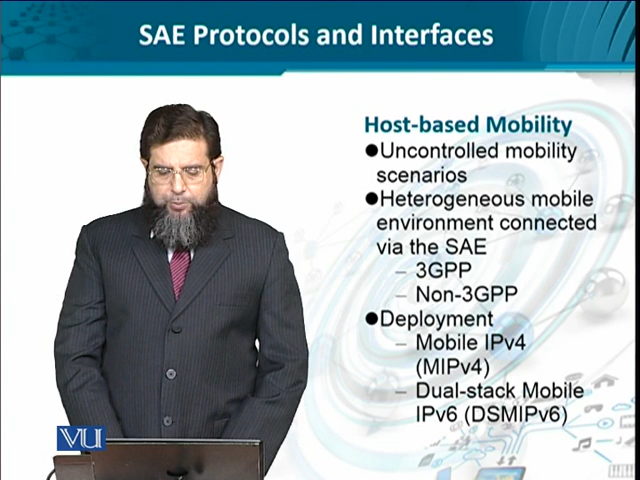 SAE Protocols and Interfaces
Host-based Mobility
●Uncontrolled mobility
scenarios
●Heterogeneous mobile
environment connected
via the SAE
– 3GPP
– Non-3GPP
●Deployment
– Mobile IPv4
(MIPv4)
– Dual-stack Mobile
IPv6 (DSMIPv6)
VU